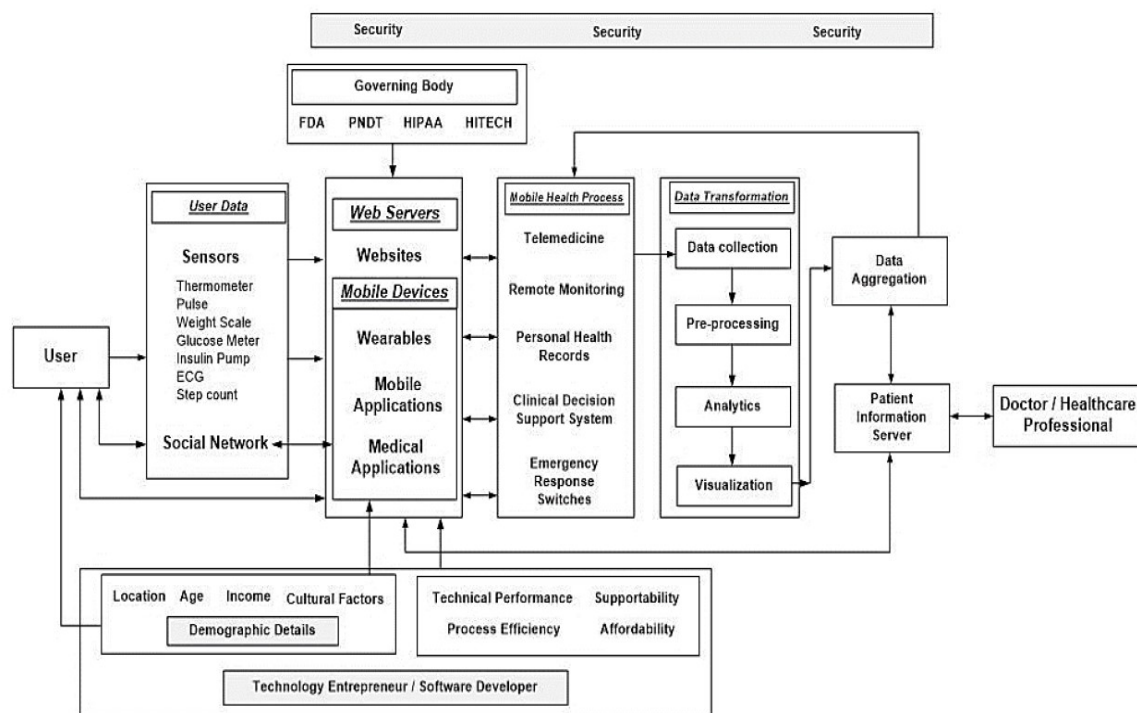 Security Security Security
Governing Body
FDA PNDT HIPAA HITECH
User Data
Sensors
Thermometer
Pulse
Weight Scale
Glucose Meter
Insulin Pump
ECG
Step count
Social Network
User
Web Servers
Websites
Mobile Devices
Wearables
Mobile
Applications
Medical
Applications
Mobile Health Process
Telemedicine
Remote Monitoring
Personal Health
Records
Clinical Decision
Support System
Emergency
Response
Switches
Data Transformation
Data collection
Pre-processing
Analytics
Visualization
Data
Aggregation
Patient
Information
Server
Doctor / Healthcare
Professional
Location Age Income Cultural Factors
Demographic Details
Technical Performance Supportability
Process Efficiency Affordability
Technology Entrepreneur / Software Developer